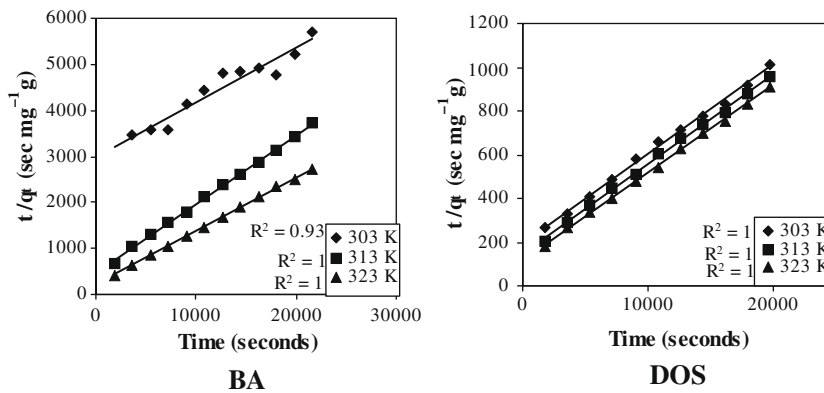 6000
5000
4000
3000
2000
1000
0
t/qt (sec mg⁻¹ g)
R² = 0.93
R² = 1
R² = 1
303 K
313 K
323 K
0 10000 20000 30000
Time (seconds)
BA
1200
1000
800
600
400
200
0
t/qt (sec mg⁻¹ g)
R² = 1
R² = 1
R² = 1
303 K
313 K
323 K
0 10000 20000
Time (seconds)
DOS